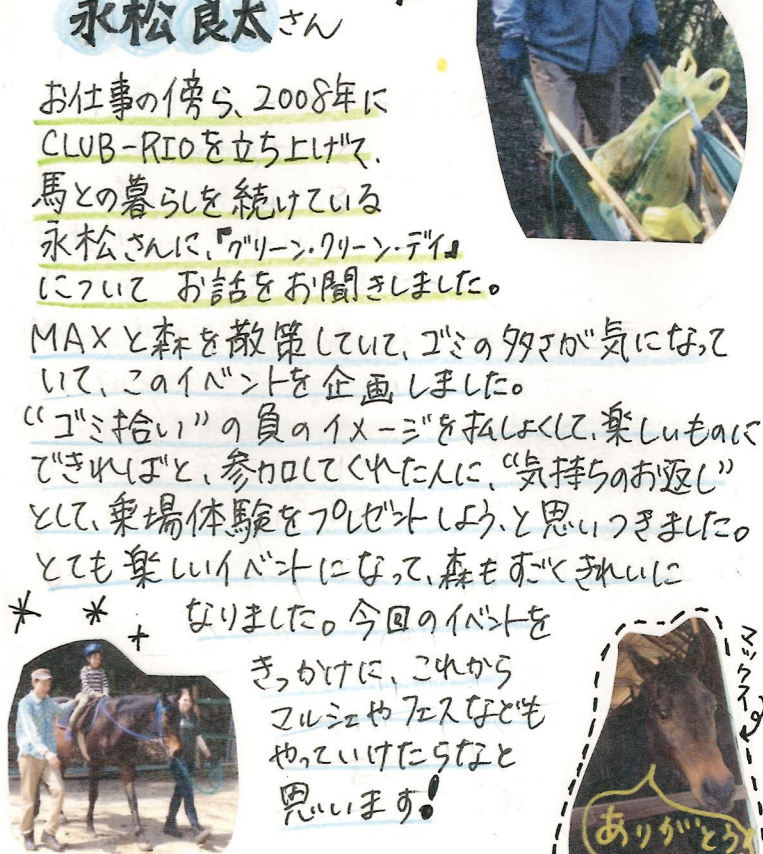 永松 良太さん
お仕事の傍ら、2008年に
CLUB-RIOを立ち上げて、
馬との暮らしを続けている
永松さんに、『グリーン・クリーン・デイ』
について お話をお聞きしました。
MAXと森を散策していて、ゴミの多さが気になって
いて、このイベントを企画しました。
“ゴミ拾い”の負のイメージを払しょくして、楽しいものに
できればと、参加してくれた人に、“気持ちのお返し”
として、乗場体験をプレゼントしよう、と思いつきました。
とても楽しいイベントになって、森もすごくきれいに
なりました。今回のイベントを
きっかけに、これから
マルシェやフェスなども
やっていけたらなと
思います!
マックス
ありがとう